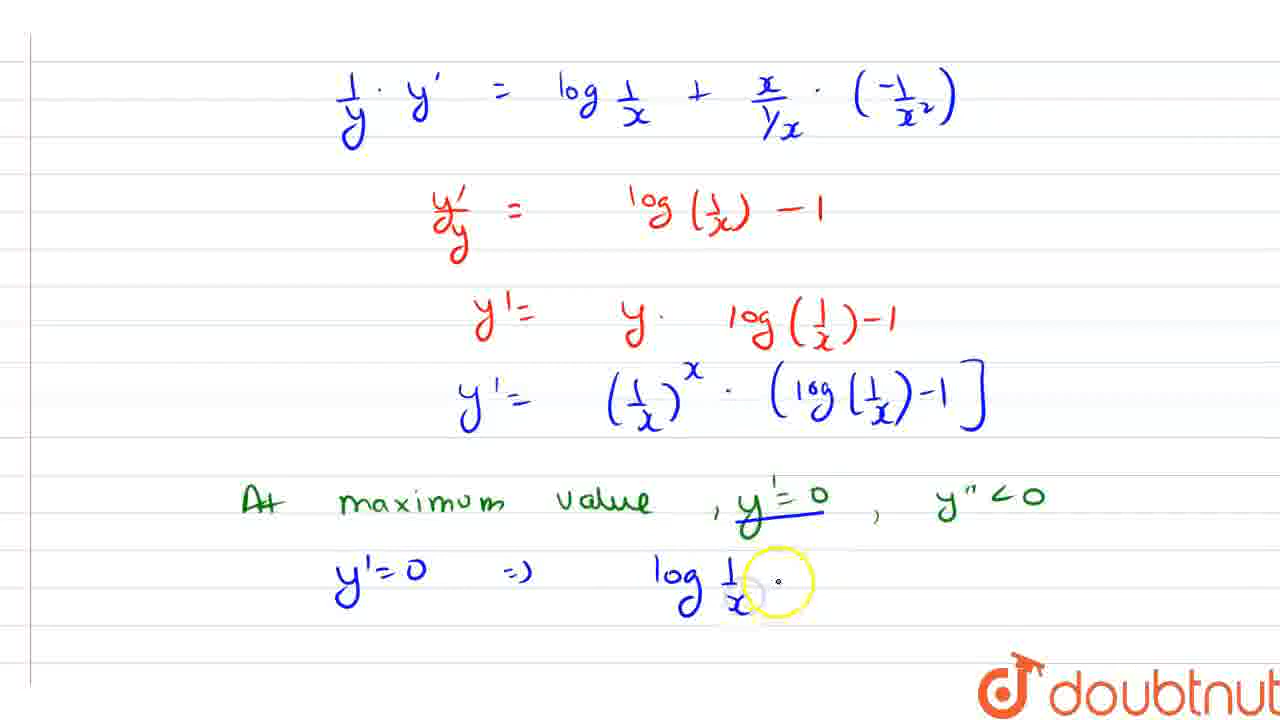 1/y · y' = log 1/x + x/(1/x) · (-1/x²)
y'/y = log (1/x) - 1
y' = y · log (1/x) - 1
y' = (1/x)^x · (log (1/x) - 1]
At maximum value , y' = 0 , y" < 0
y' = 0 => log 1/x
doubtnut